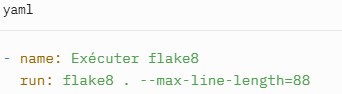 yaml
- name: Exécuter flake8
  run: flake8 . --max-line-length=88